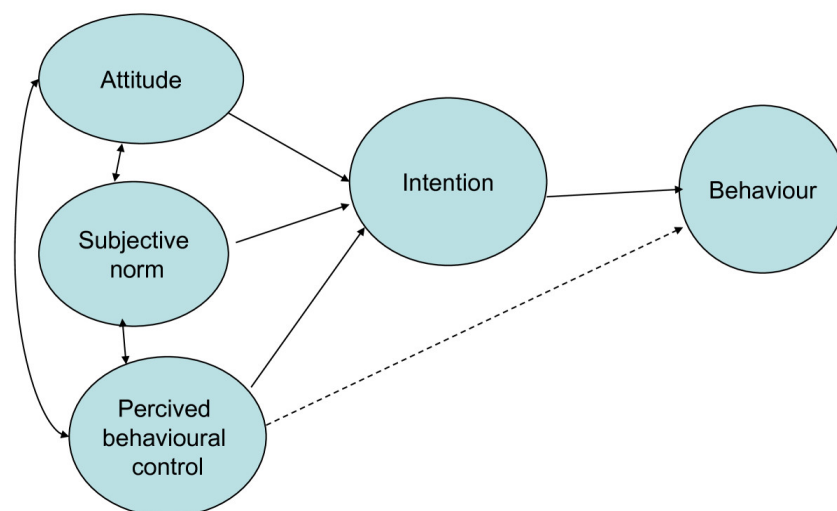 Attitude
Subjective
norm
Percived
behavioural
control
Intention
Behaviour